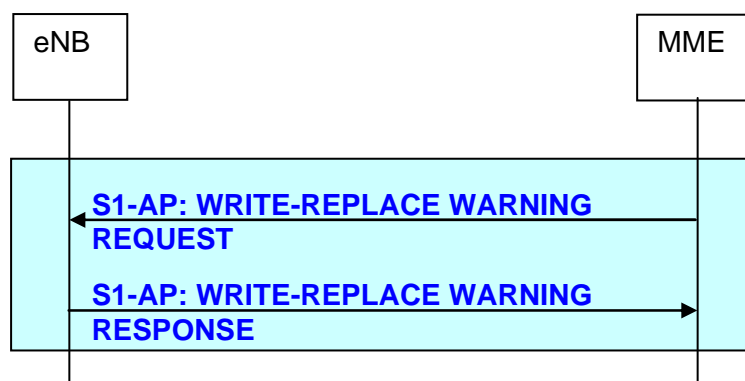 eNB
MME
S1-AP: WRITE-REPLACE WARNING
REQUEST
S1-AP: WRITE-REPLACE WARNING
RESPONSE